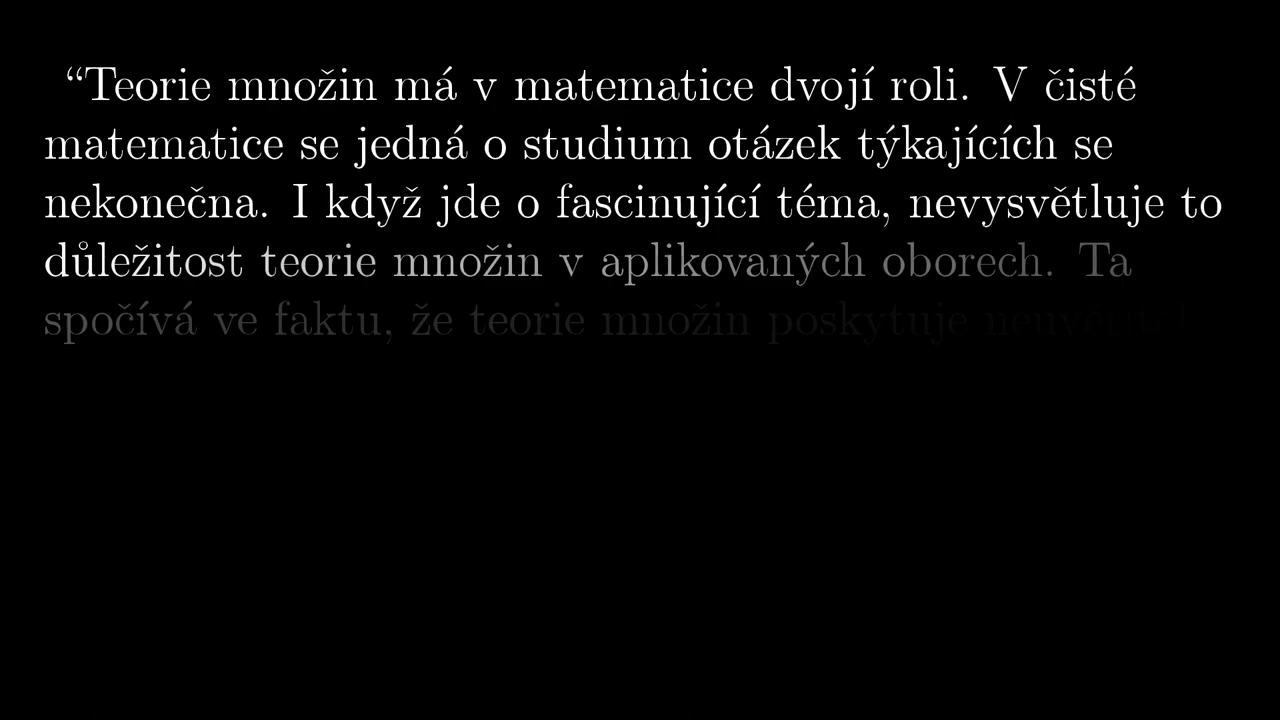 “Teorie množin má v matematice dvojí roli. V čisté
matematice se jedná o studium otázek týkajících se
nekonečna. I když jde o fascinující téma, nevysvětluje to
důležitost teorie množin v aplikovaných oborech. Ta
spočívá ve faktu, že teorie množin poskytuje